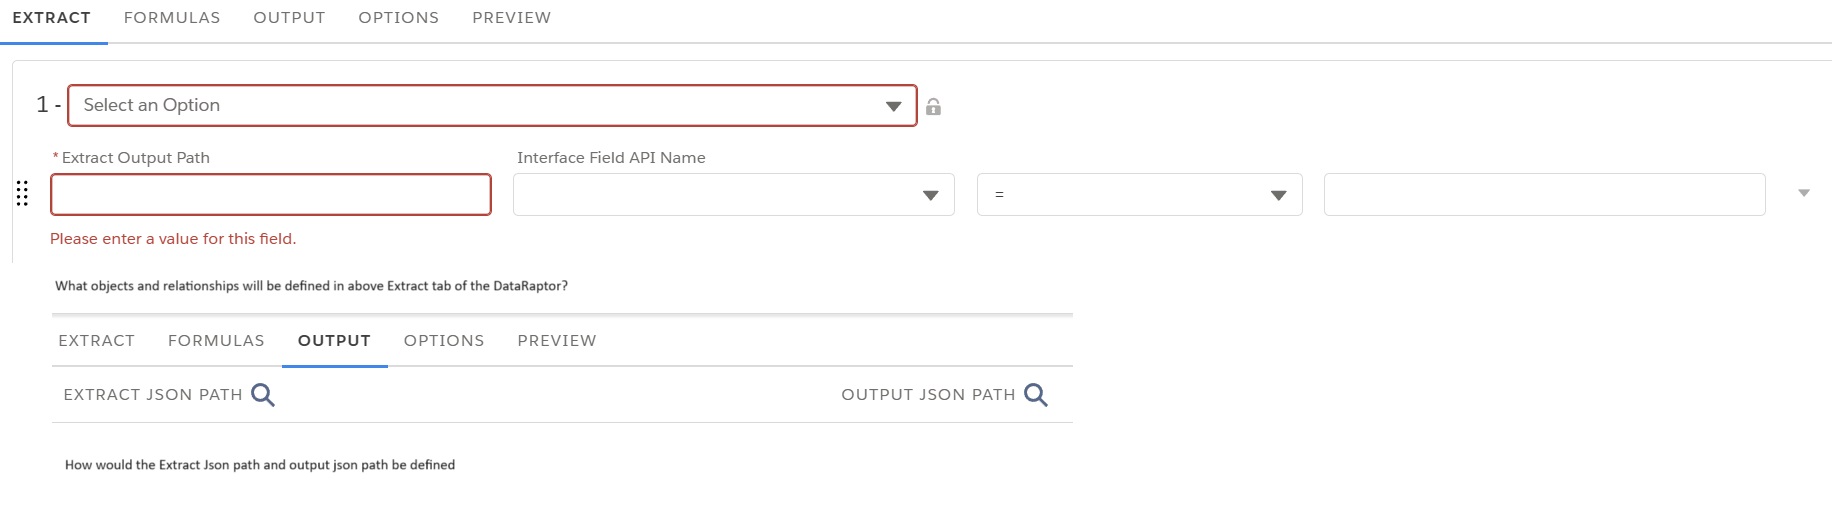 EXTRACT FORMULAS OUTPUT OPTIONS PREVIEW
1 - Select an Option
* Extract Output Path Interface Field API Name
=
Please enter a value for this field.
What objects and relationships will be defined in above Extract tab of the DataRaptor?
EXTRACT FORMULAS OUTPUT OPTIONS PREVIEW
EXTRACT JSON PATH OUTPUT JSON PATH
How would the Extract Json path and output json path be defined